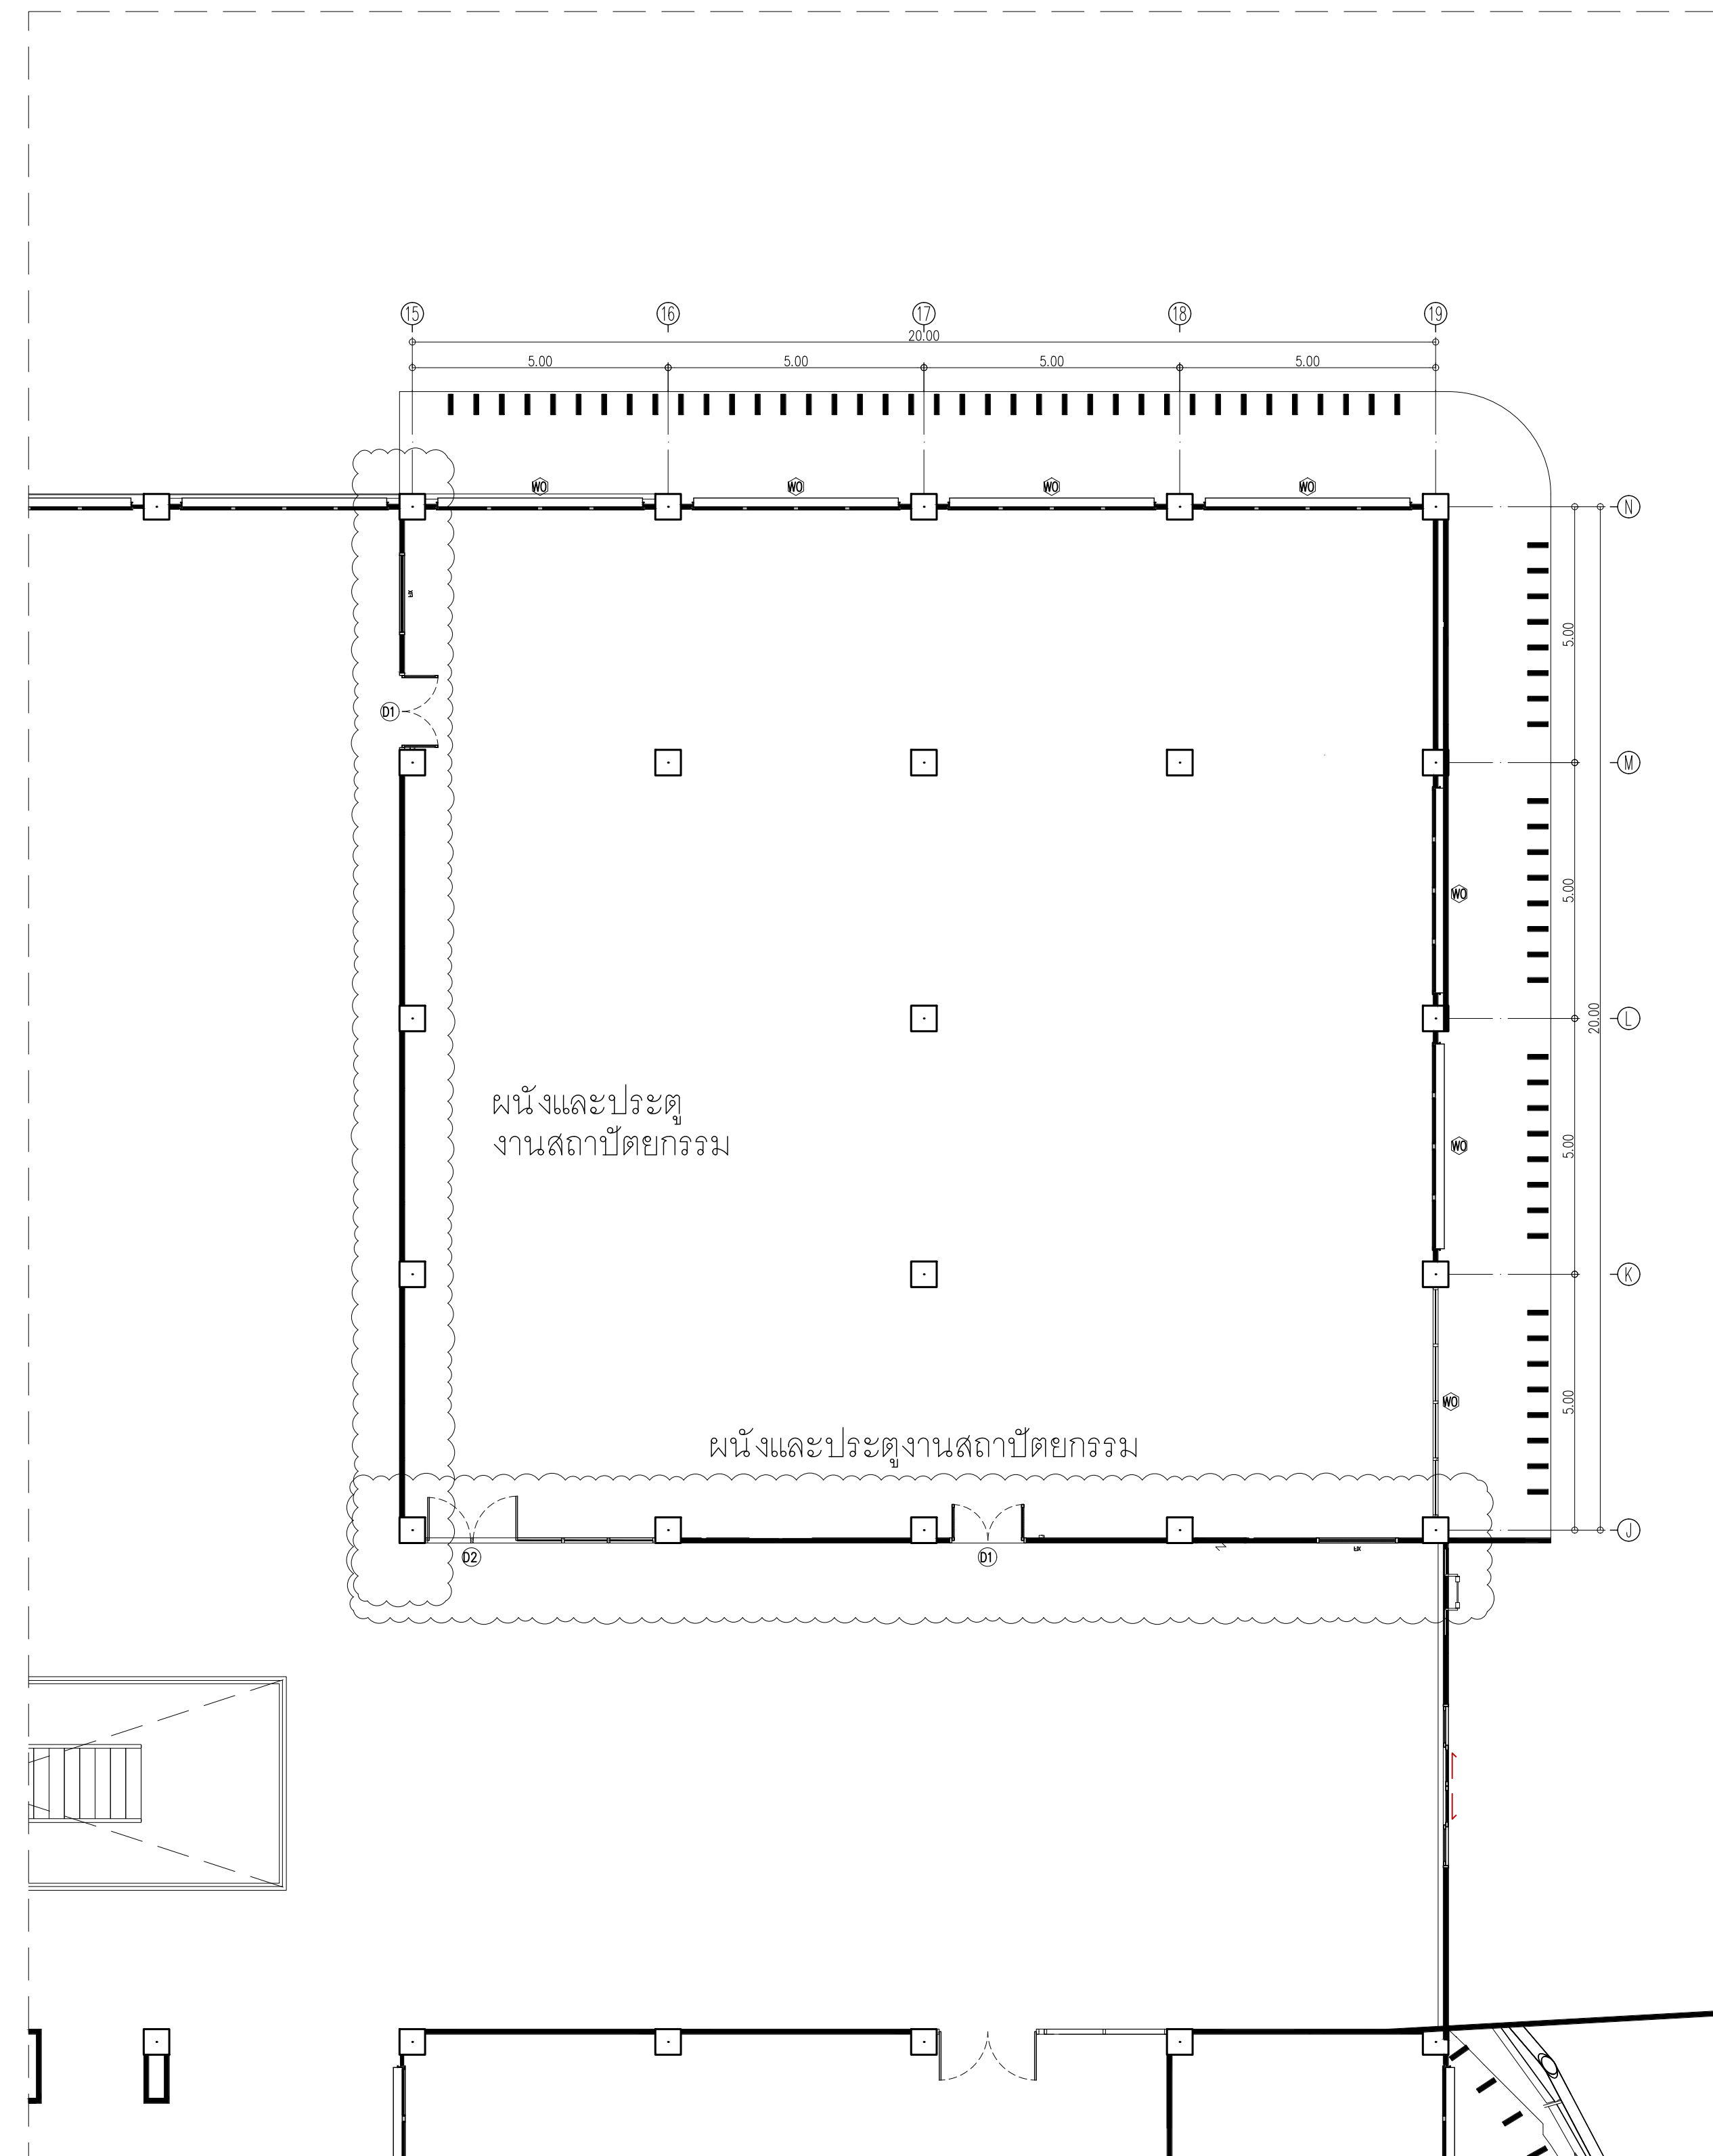 15 16 17 18 19
20.00
5.00 5.00 5.00 5.00
WO WO WO WO
N
5.00
D1
M
WO
5.00
L
20.00
ผนังและประตู
งานสถาปัตยกรรม
WO
5.00
K
WO
5.00
ผนังและประตูงานสถาปัตยกรรม
J
D2 D1